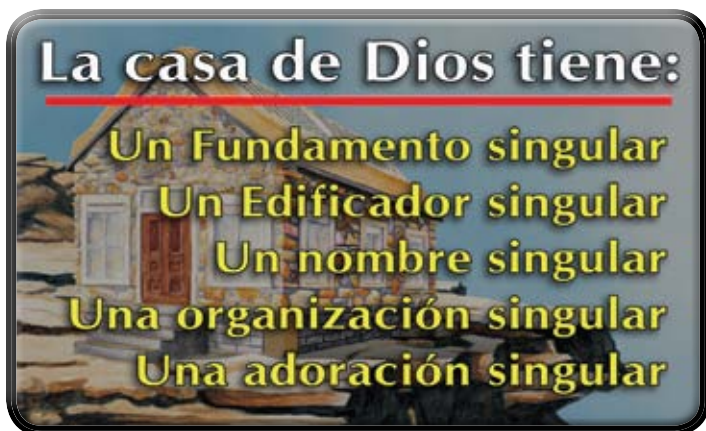 La casa de Dios tiene:
Un Fundamento singular
Un Edificador singular
Un nombre singular
Una organización singular
Una adoración singular